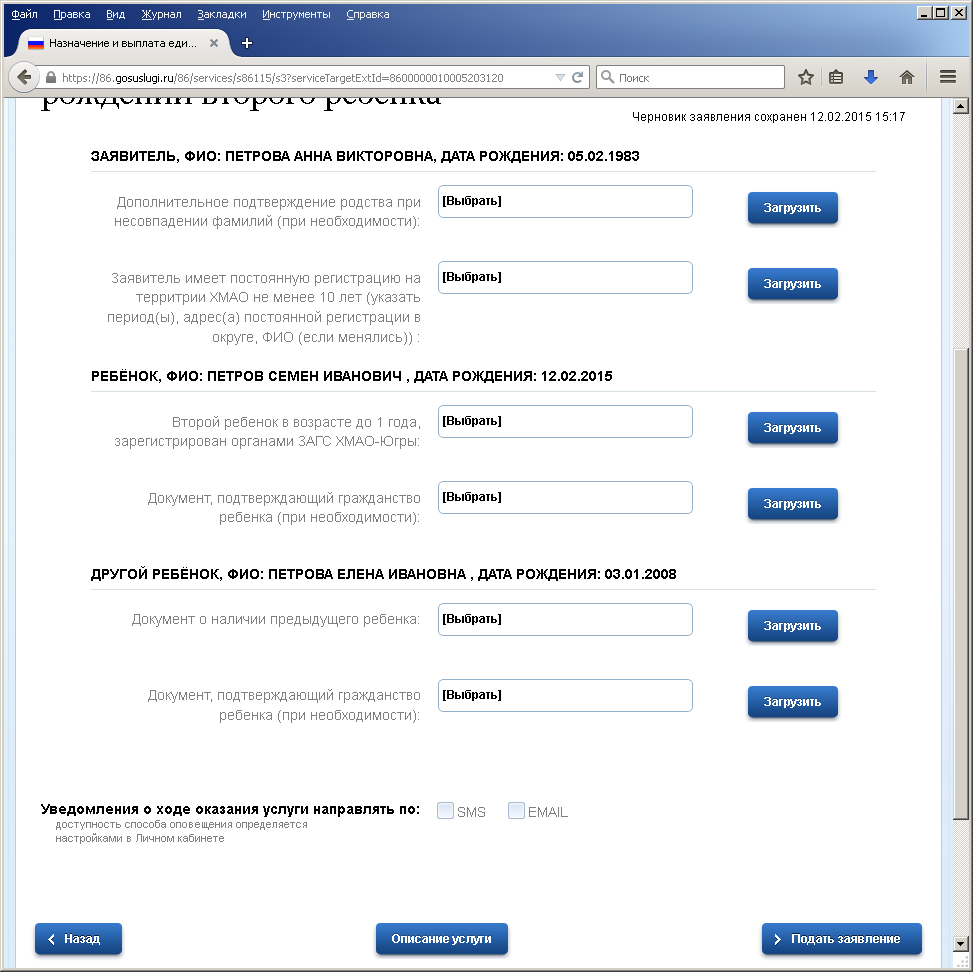 Файл Правка Вид Журнал Закладки Инструменты Справка
Назначение и выплата еди...
https://86.gosuslugi.ru/86/services/s86115/s3?serviceTargetExtId=8600000010005203120
Поиск
рождении второго ребенка
Черновик заявления сохранен 12.02.2015 15:17
ЗАЯВИТЕЛЬ, ФИО: ПЕТРОВА АННА ВИКТОРОВНА, ДАТА РОЖДЕНИЯ: 05.02.1983
Дополнительное подтверждение родства при
несовпадении фамилий (при необходимости):
[Выбрать]
Загрузить
Заявитель имеет постоянную регистрацию на
территрии ХМАО не менее 10 лет (указать
период(ы), адрес(а) постоянной регистрации в
округе, ФИО (если менялись)) :
[Выбрать]
Загрузить
РЕБЁНОК, ФИО: ПЕТРОВ СЕМЕН ИВАНОВИЧ , ДАТА РОЖДЕНИЯ: 12.02.2015
Второй ребенок в возрасте до 1 года,
зарегистрирован органами ЗАГС ХМАО-Югры:
[Выбрать]
Загрузить
Документ, подтверждающий гражданство
ребенка (при необходимости):
[Выбрать]
Загрузить
ДРУГОЙ РЕБЁНОК, ФИО: ПЕТРОВА ЕЛЕНА ИВАНОВНА , ДАТА РОЖДЕНИЯ: 03.01.2008
Документ о наличии предыдущего ребенка:
[Выбрать]
Загрузить
Документ, подтверждающий гражданство
ребенка (при необходимости):
[Выбрать]
Загрузить
Уведомления о ходе оказания услуги направлять по:
SMS EMAIL
доступность способа оповещения определяется
настройками в Личном кабинете
Назад Описание услуги Подать заявление